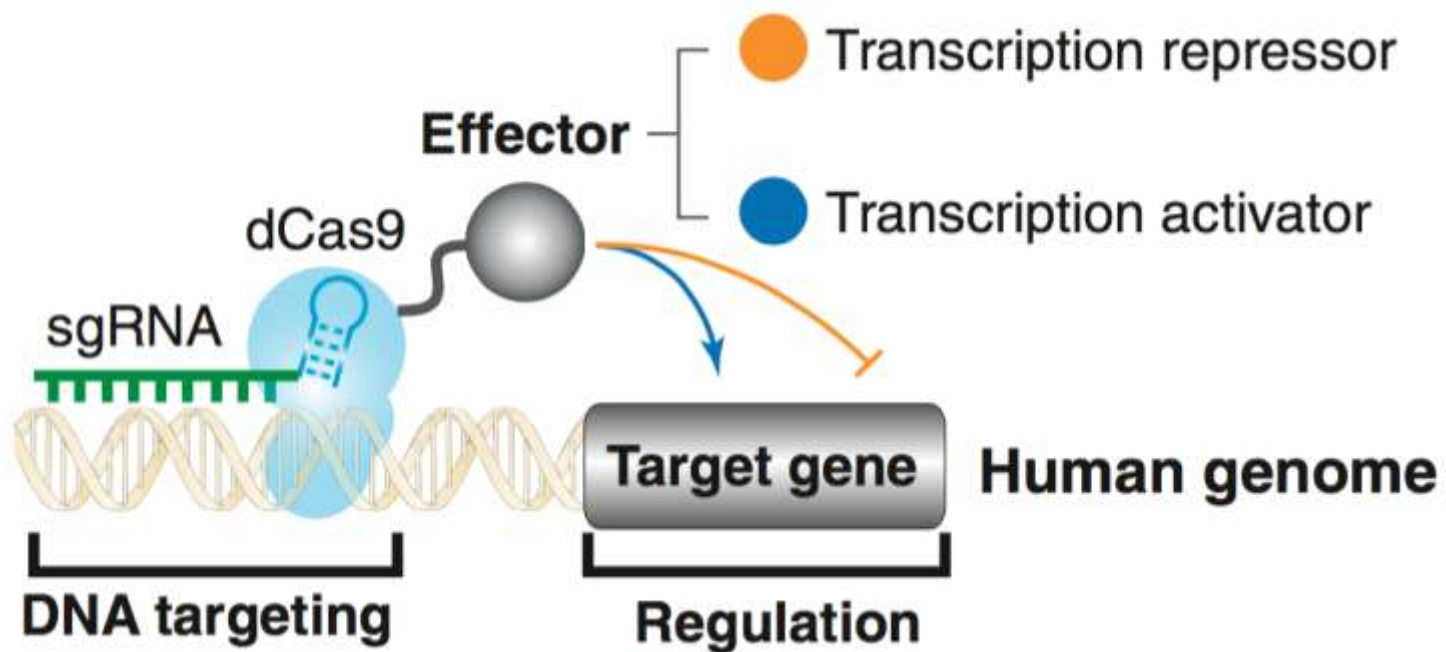 Transcription repressor
Effector
Transcription activator
dCas9
sgRNA
Target gene
Human genome
DNA targeting
Regulation